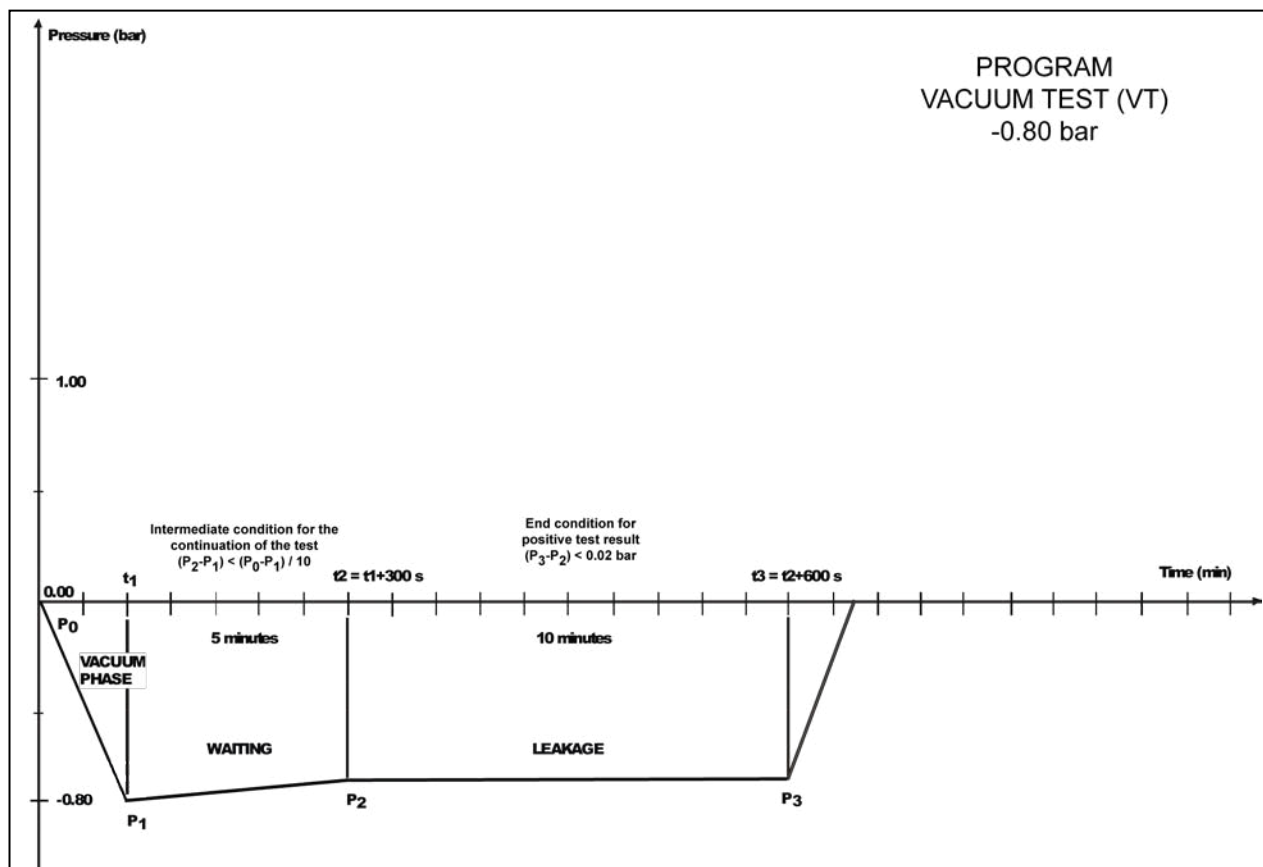 Pressure (bar)
PROGRAM
VACUUM TEST (VT)
-0.80 bar
1.00
Intermediate condition for the
continuation of the test
(P2-P1) < (P0-P1) / 10
End condition for
positive test result
(P3-P2) < 0.02 bar
0.00
t1
t2 = t1+300 s
t3 = t2+600 s
Time (min)
P0
5 minutes
10 minutes
VACUUM
PHASE
WAITING
LEAKAGE
-0.80
P1
P2
P3